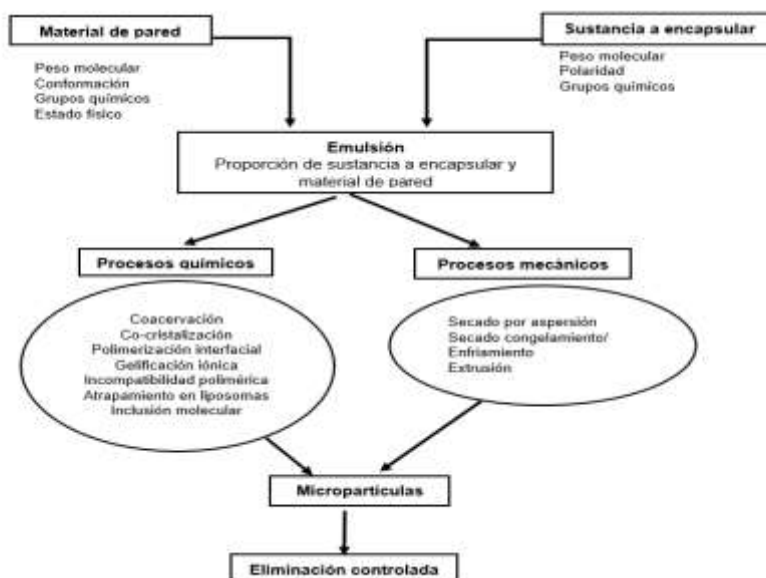 Material de pared
Sustancia a encapsular
Peso molecular
Conformación
Grupos químicos
Estado físico
Peso molecular
Polaridad
Grupos químicos
Emulsión
Proporción de sustancia a encapsular y
material de pared
Procesos químicos
Procesos mecánicos
Coacervación
Co-cristalización
Polimerización interfacial
Gelificación iónica
Incompatibilidad polimérica
Atrapamiento en liposomas
Inclusión molecular
Secado por aspersión
Secado congelamiento/
Enfriamiento
Extrusión
Micropartículas
Eliminación controlada